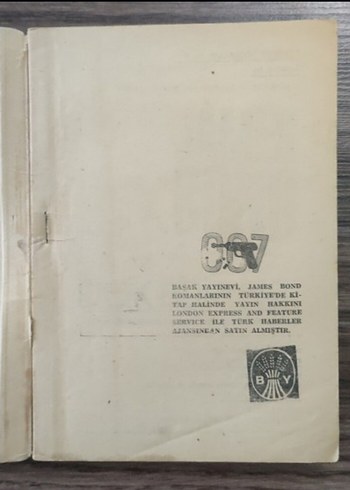 007
BAŞAK YAYINEVİ, JAMES BOND
ROMANLARININ TÜRKİYE'DE Kİ-
TAP HALİNDE YAYIN HAKKINI
LONDON EXPRESS AND FEATURE
SERVICE İLE TÜRK HABERLER
AJANSINDAN SATIN ALMIŞTIR.
B Y